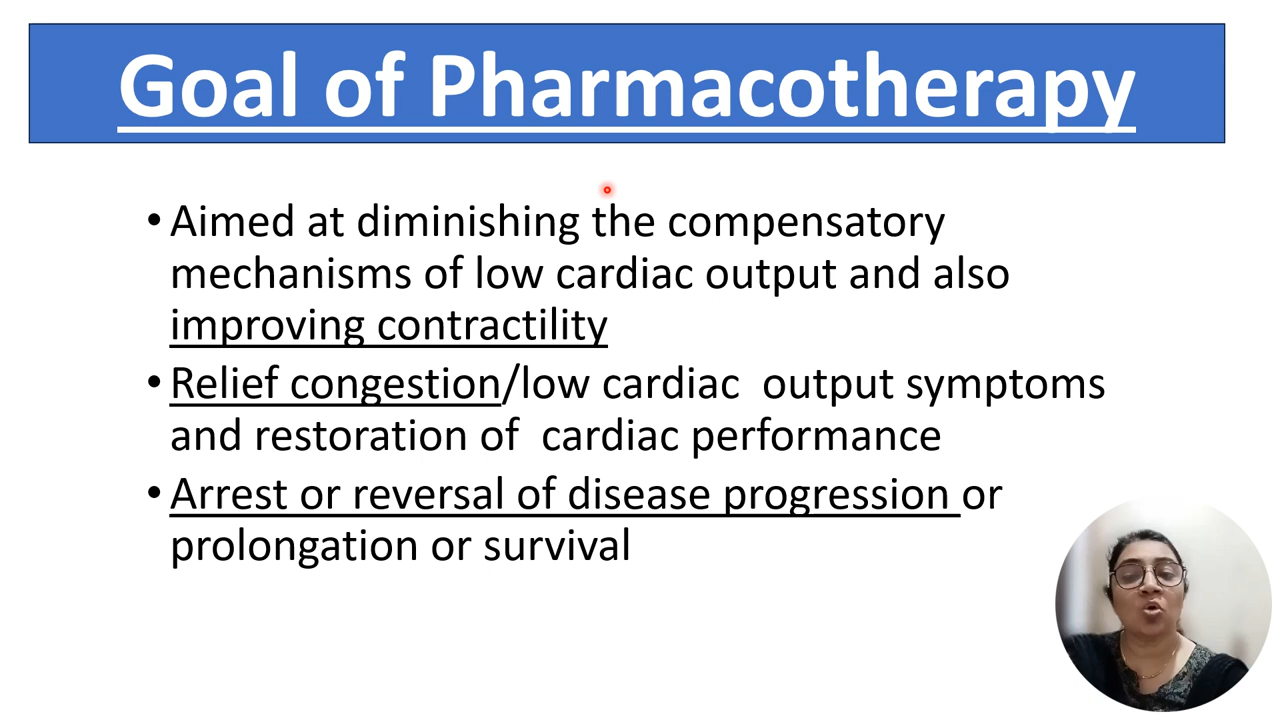 Goal of Pharmacotherapy
• Aimed at diminishing the compensatory
mechanisms of low cardiac output and also
improving contractility
• Relief congestion/low cardiac output symptoms
and restoration of cardiac performance
• Arrest or reversal of disease progression or
prolongation or survival